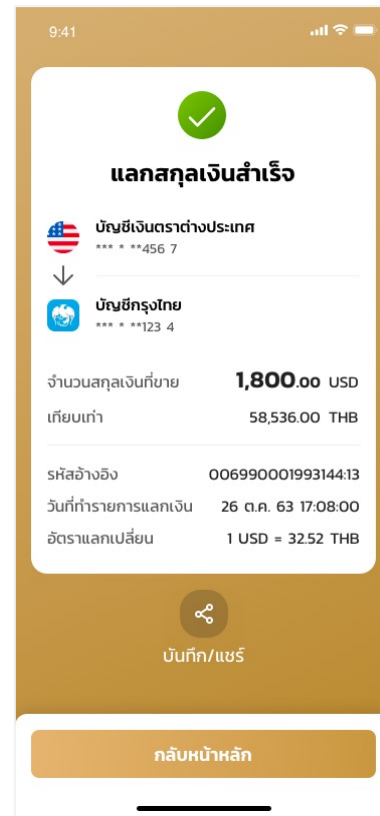 9:41
แลกสกุลเงินสำเร็จ
บัญชีเงินตราต่างประเทศ
*** * **456 7
บัญชีกรุงไทย
*** * **123 4
จำนวนสกุลเงินที่ขาย 1,800.00 USD
เทียบเท่า 58,536.00 THB
รหัสอ้างอิง 006990001993144:13
วันที่ทำรายการแลกเงิน 26 ต.ค. 63 17:08:00
อัตราแลกเปลี่ยน 1 USD = 32.52 THB
บันทึก/แชร์
กลับหน้าหลัก